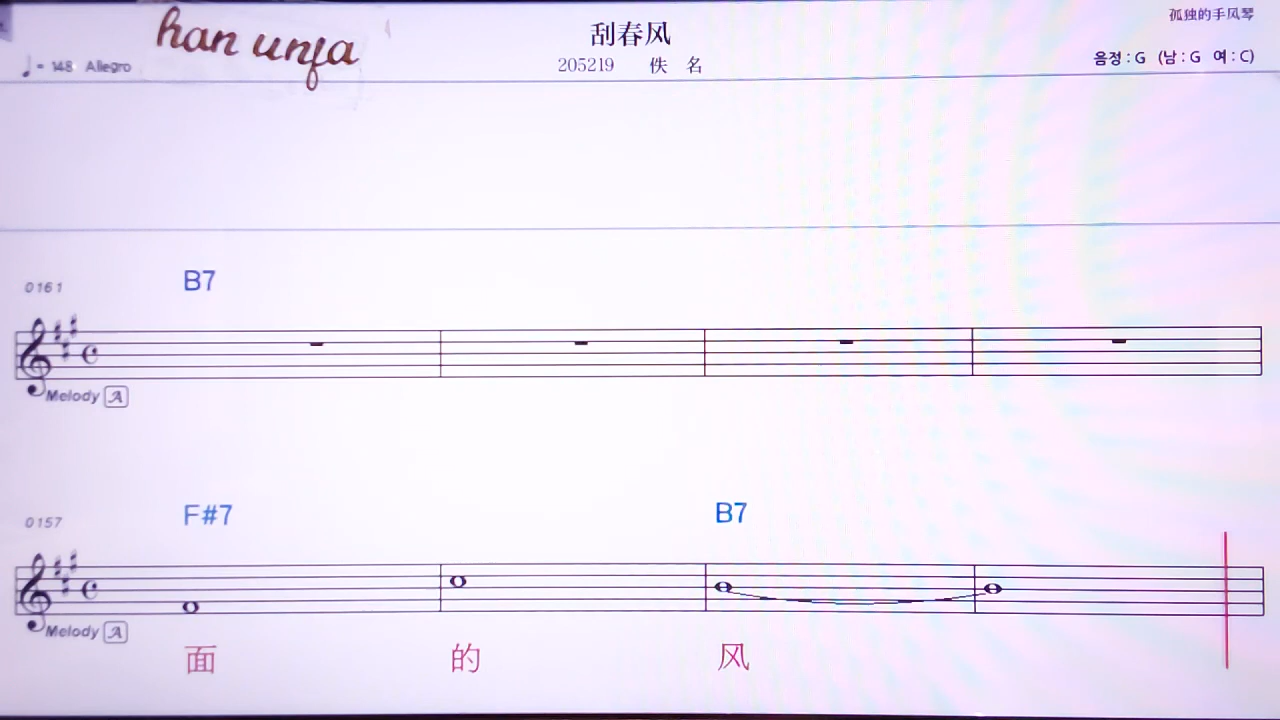 孤独的手风琴
han unfa
刮春风
♩= 148 Allegro
205219 佚 名
음정 : G (남 : G 여 : C)
0161
B7
Melody A
0157
F#7
B7
Melody A
面 的 风